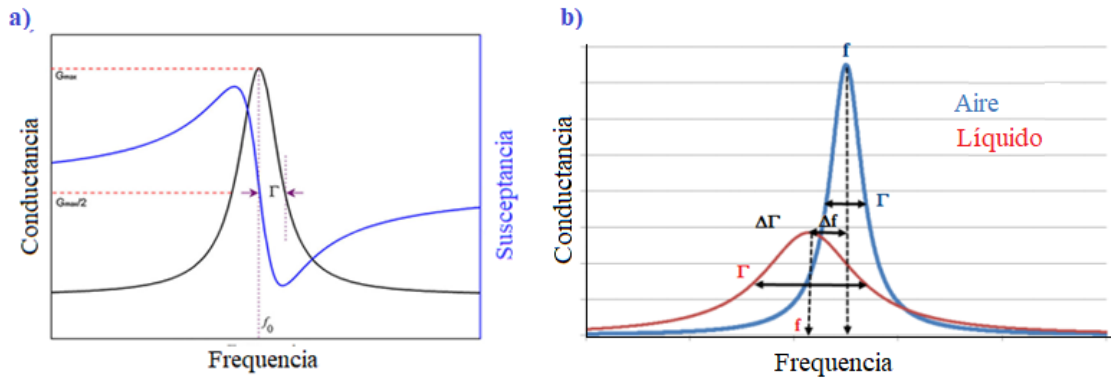 a)
Gmax
Gmax/2
Γ
f0
Conductancia
Susceptancia
Frequencia
b)
f
Aire
Líquido
Γ
ΔΓ
Δf
Γ
f
Conductancia
Frequencia